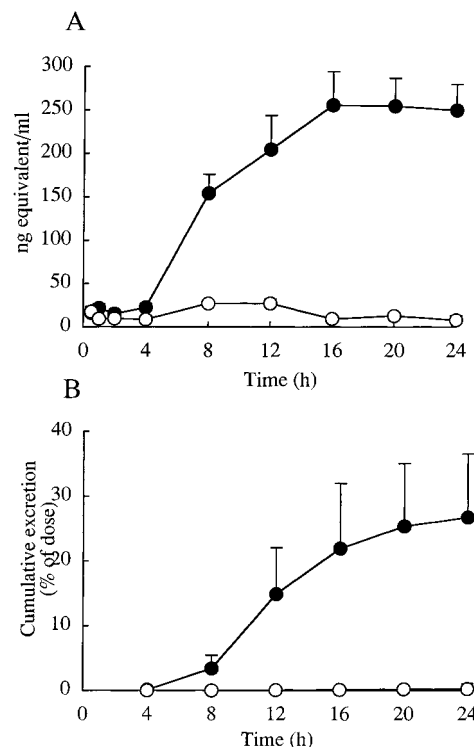 A
300
250
200
150
100
50
0
ng equivalent/ml
0 4 8 12 16 20 24
Time (h)
B
40
30
20
10
0
Cumulative excretion
(% of dose)
0 4 8 12 16 20 24
Time (h)